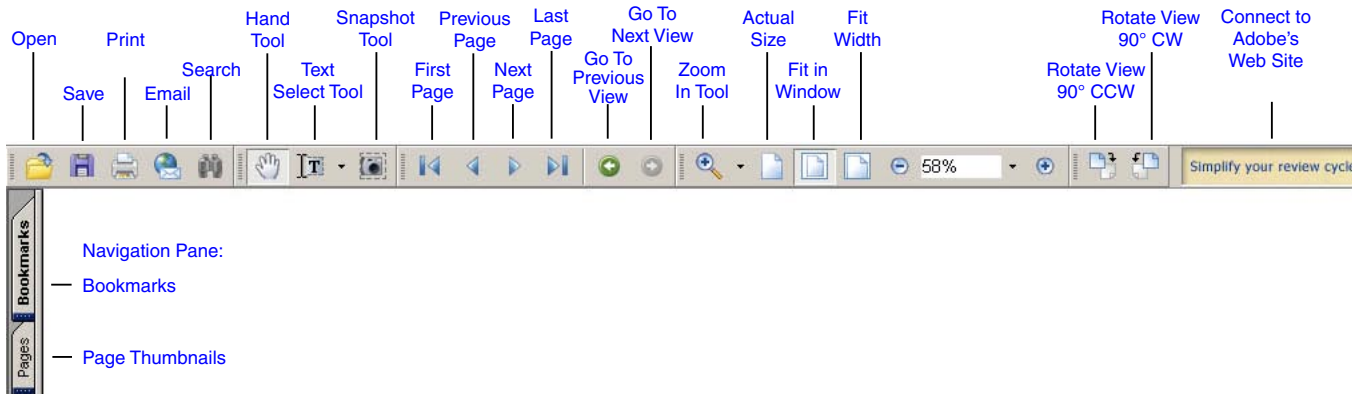 Open
Save
Print
Email
Search
Hand
Tool
Text
Select Tool
Snapshot
Tool
First
Page
Previous
Page
Next
Page
Last
Page
Go To
Previous
View
Go To
Next View
Zoom
In Tool
Actual
Size
Fit in
Window
Fit
Width
Rotate View
90° CCW
Rotate View
90° CW
Connect to
Adobe's
Web Site
T
58%
Simplify your review cycle
Bookmarks
Pages
Navigation Pane:
Bookmarks
Page Thumbnails